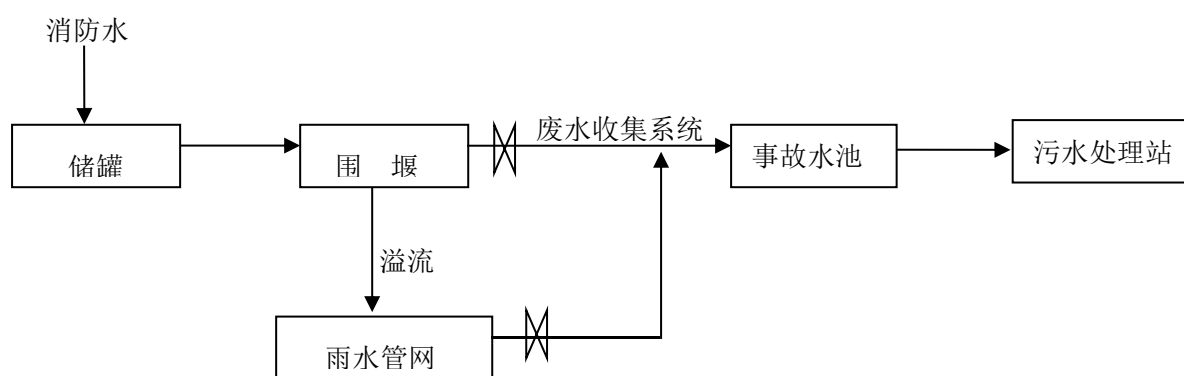 消防水
储罐
围 堰
废水收集系统
事故水池
污水处理站
溢流
雨水管网